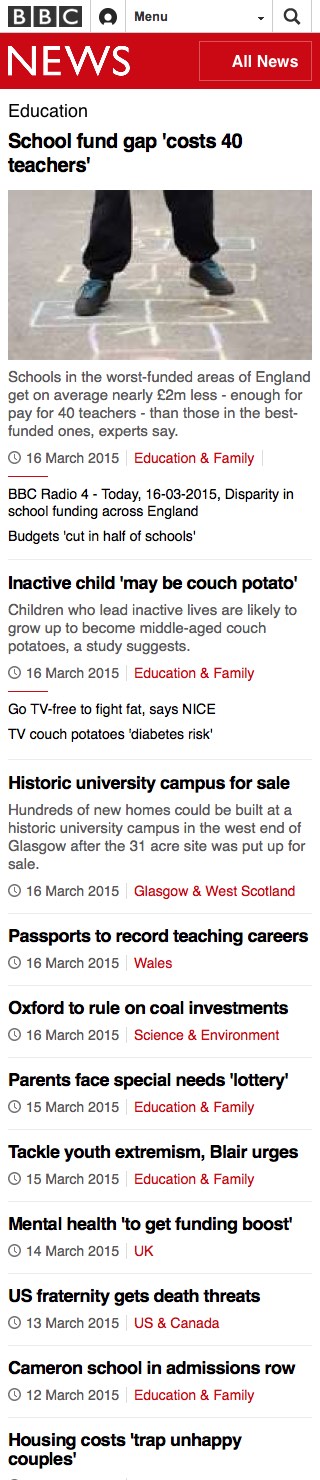 BBC
Menu
NEWS
All News
Education
School fund gap 'costs 40
teachers'
Schools in the worst-funded areas of England
get on average nearly £2m less - enough for
pay for 40 teachers - than those in the best-
funded ones, experts say.
16 March 2015 Education & Family
BBC Radio 4 - Today, 16-03-2015, Disparity in
school funding across England
Budgets 'cut in half of schools'
Inactive child 'may be couch potato'
Children who lead inactive lives are likely to
grow up to become middle-aged couch
potatoes, a study suggests.
16 March 2015 Education & Family
Go TV-free to fight fat, says NICE
TV couch potatoes 'diabetes risk'
Historic university campus for sale
Hundreds of new homes could be built at a
historic university campus in the west end of
Glasgow after the 31 acre site was put up for
sale.
16 March 2015 Glasgow & West Scotland
Passports to record teaching careers
16 March 2015 Wales
Oxford to rule on coal investments
16 March 2015 Science & Environment
Parents face special needs 'lottery'
15 March 2015 Education & Family
Tackle youth extremism, Blair urges
15 March 2015 Education & Family
Mental health 'to get funding boost'
14 March 2015 UK
US fraternity gets death threats
13 March 2015 US & Canada
Cameron school in admissions row
12 March 2015 Education & Family
Housing costs 'trap unhappy
couples'